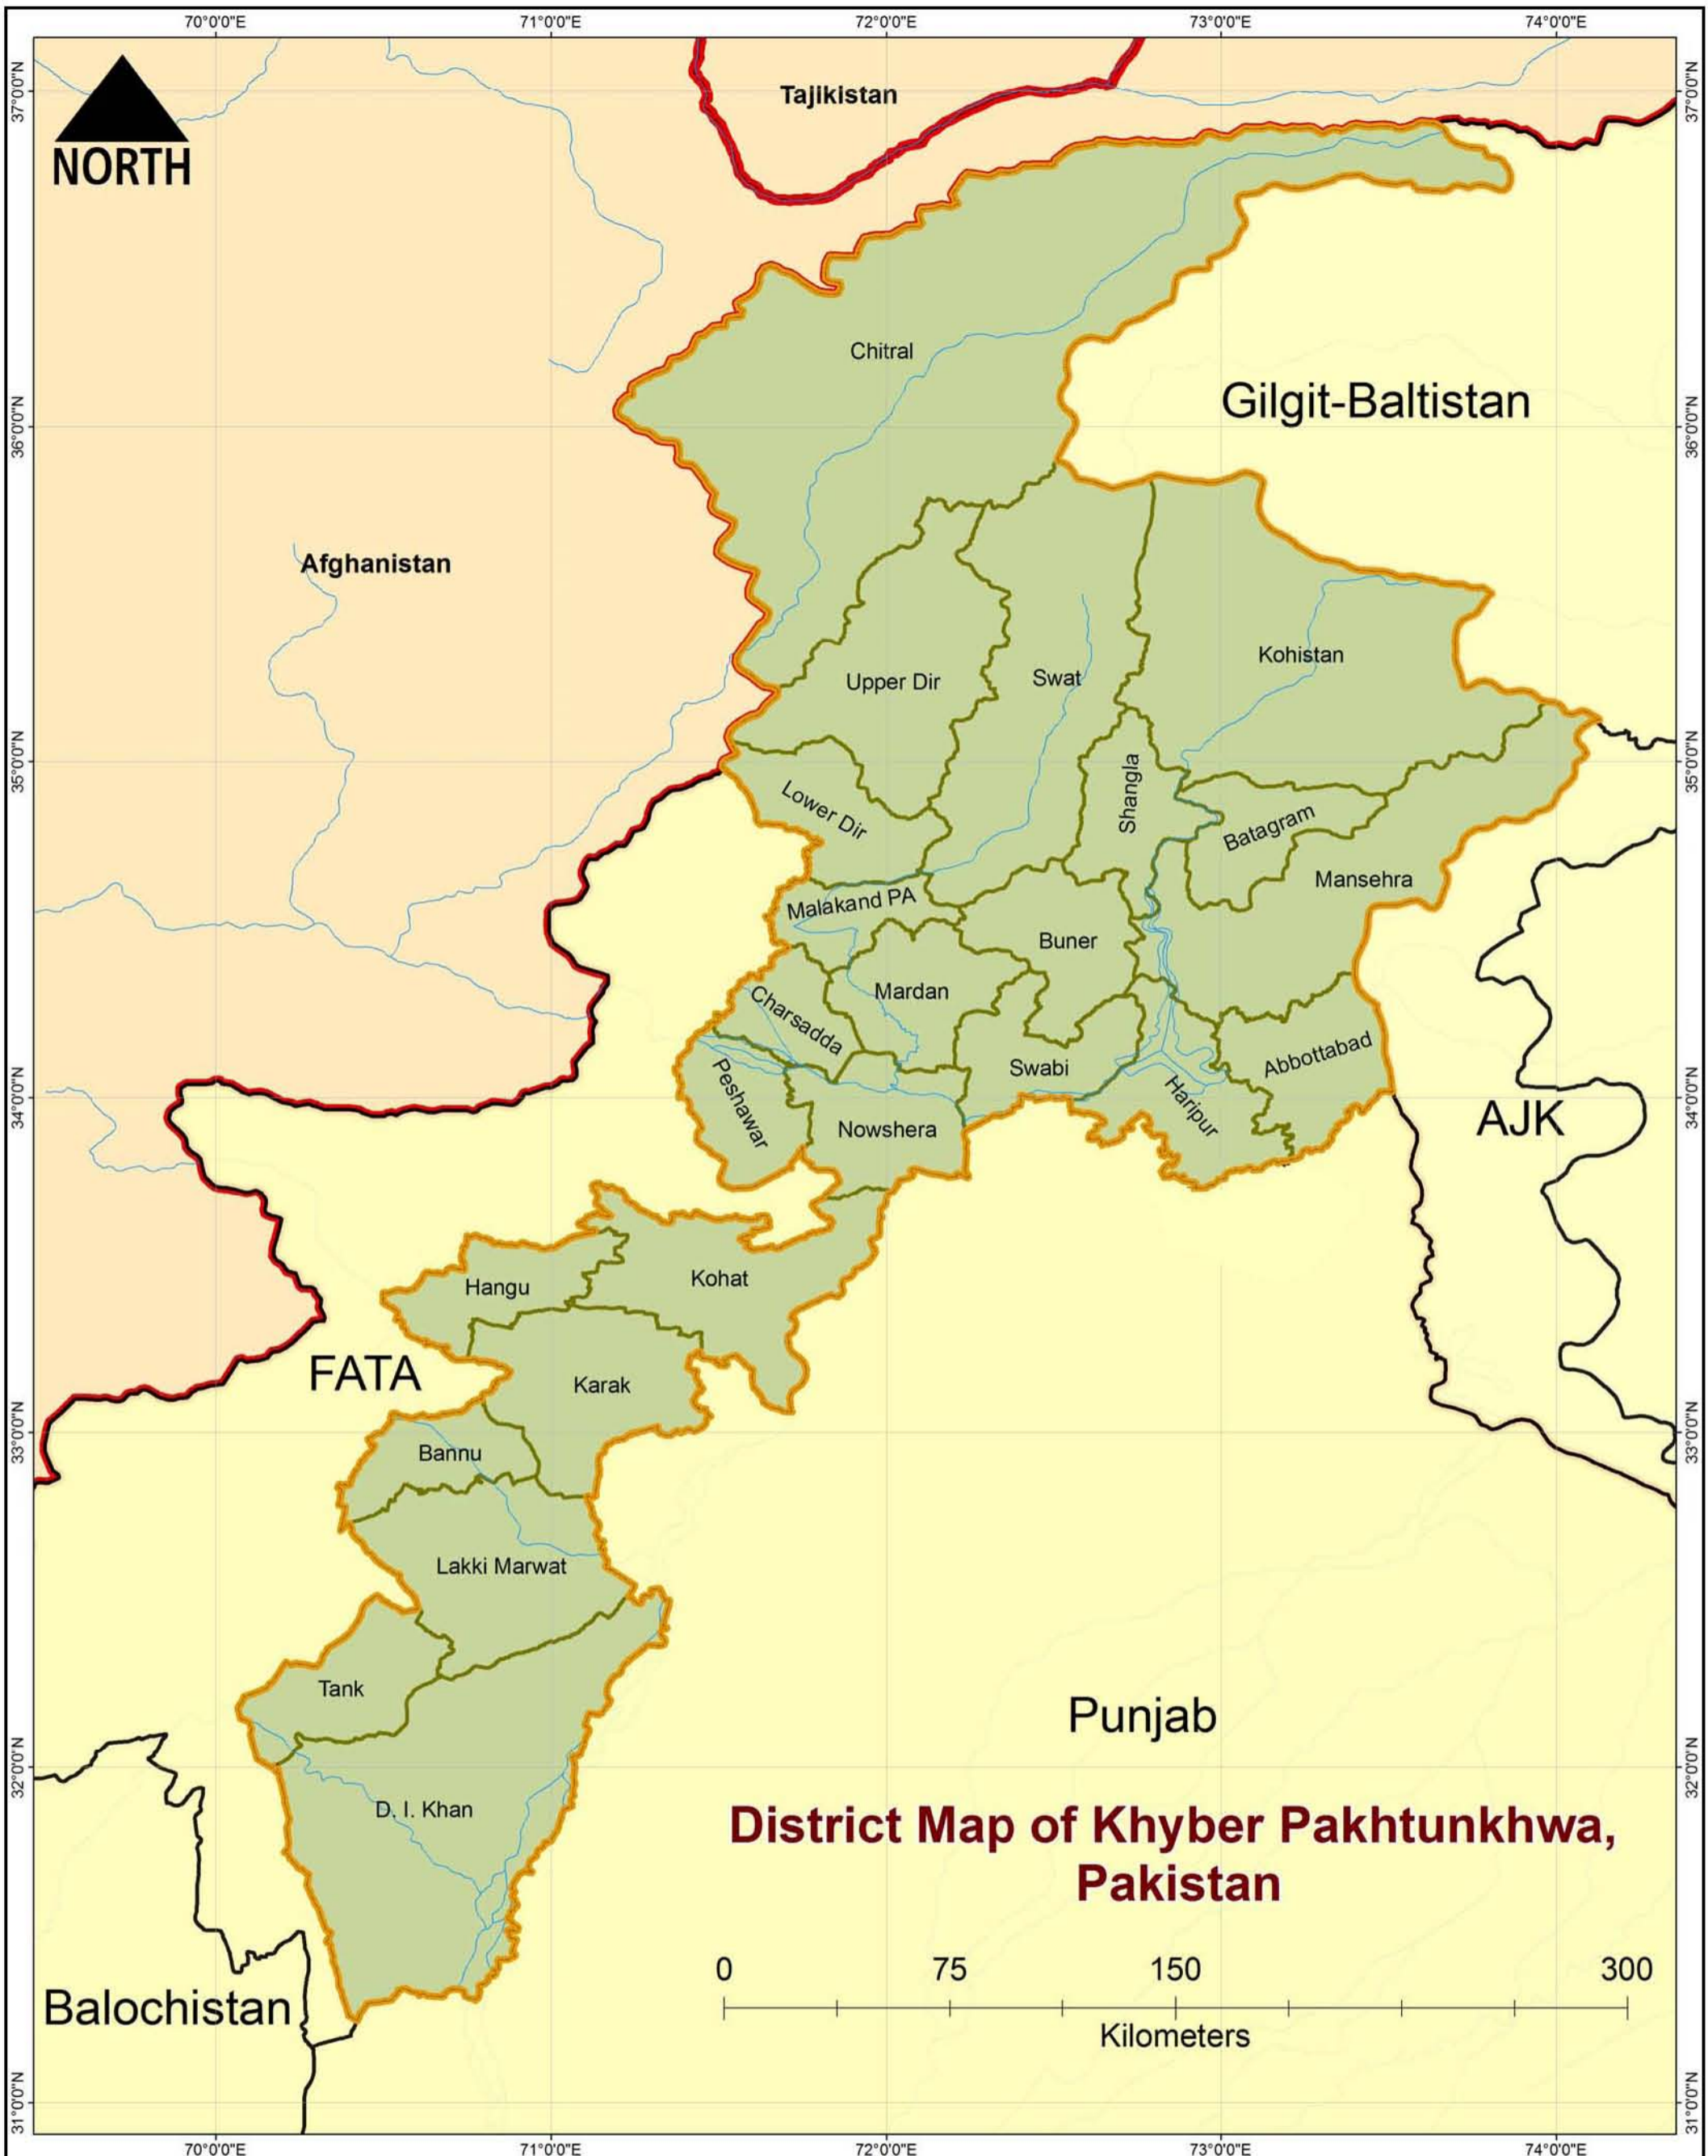 70°0'0"E
71°0'0"E
72°0'0"E
73°0'0"E
74°0'0"E
37°0'0"N
37°0'0"N
NORTH
Tajikistan
Chitral
Gilgit-Baltistan
36°0'0"N
36°0'0"N
Afghanistan
Upper Dir
Swat
Kohistan
35°0'0"N
35°0'0"N
Lower Dir
Shangla
Batagram
Mansehra
Malakand PA
Buner
Mardan
Charsadda
Swabi
Abbottabad
Peshawar
Haripur
Nowshera
AJK
34°0'0"N
34°0'0"N
Hangu
Kohat
FATA
Karak
33°0'0"N
33°0'0"N
Bannu
Lakki Marwat
Tank
Punjab
32°0'0"N
32°0'0"N
D. I. Khan
District Map of Khyber Pakhtunkhwa,
Pakistan
0
75
150
300
Kilometers
Balochistan
31°0'0"N
31°0'0"N
70°0'0"E
71°0'0"E
72°0'0"E
73°0'0"E
74°0'0"E